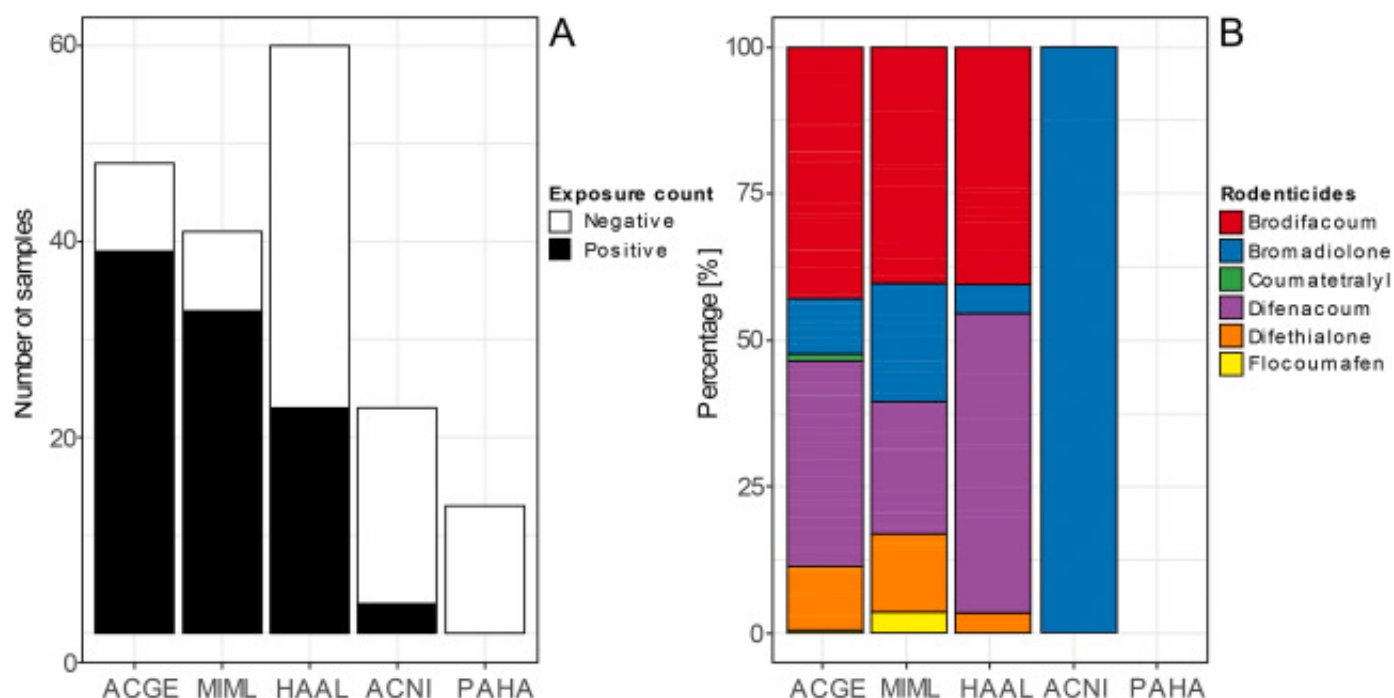 A
Number of samples
60
40
20
0
ACGE MIML HAAL ACNI PAHA
Exposure count
Negative
Positive
B
Percentage [%]
100
75
50
25
0
ACGE MIML HAAL ACNI PAHA
Rodenticides
Brodifacoum
Bromadiolone
Coumatetralyl
Difenacoum
Difethialone
Flocoumafen